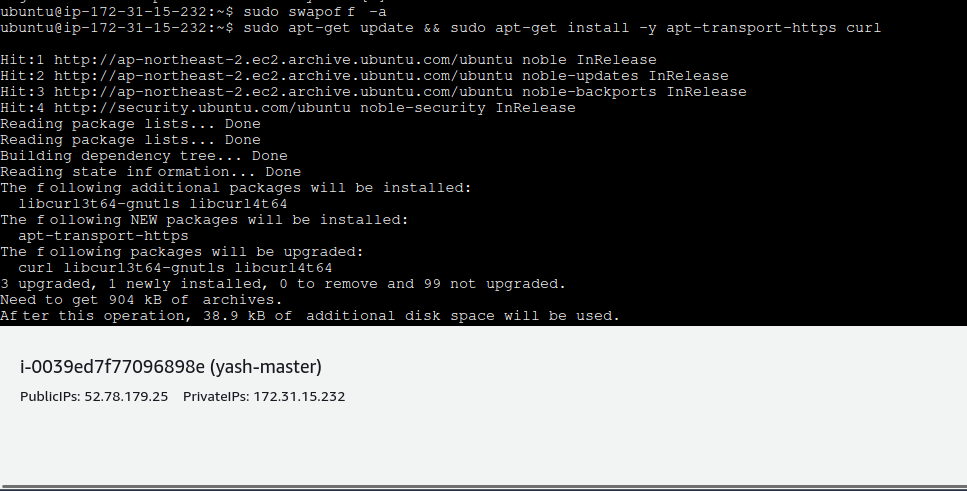 ubuntu@ip-172-31-15-232:~$ sudo swapoff -a
ubuntu@ip-172-31-15-232:~$ sudo apt-get update && sudo apt-get install -y apt-transport-https curl
Hit:1 http://ap-northeast-2.ec2.archive.ubuntu.com/ubuntu noble InRelease
Hit:2 http://ap-northeast-2.ec2.archive.ubuntu.com/ubuntu noble-updates InRelease
Hit:3 http://ap-northeast-2.ec2.archive.ubuntu.com/ubuntu noble-backports InRelease
Hit:4 http://security.ubuntu.com/ubuntu noble-security InRelease
Reading package lists... Done
Reading package lists... Done
Building dependency tree... Done
Reading state information... Done
The following additional packages will be installed:
  libcurl3t64-gnutls libcurl4t64
The following NEW packages will be installed:
  apt-transport-https
The following packages will be upgraded:
  curl libcurl3t64-gnutls libcurl4t64
3 upgraded, 1 newly installed, 0 to remove and 99 not upgraded.
Need to get 904 kB of archives.
After this operation, 38.9 kB of additional disk space will be used.
i-0039ed7f77096898e (yash-master)
PublicIPs: 52.78.179.25 PrivateIPs: 172.31.15.232